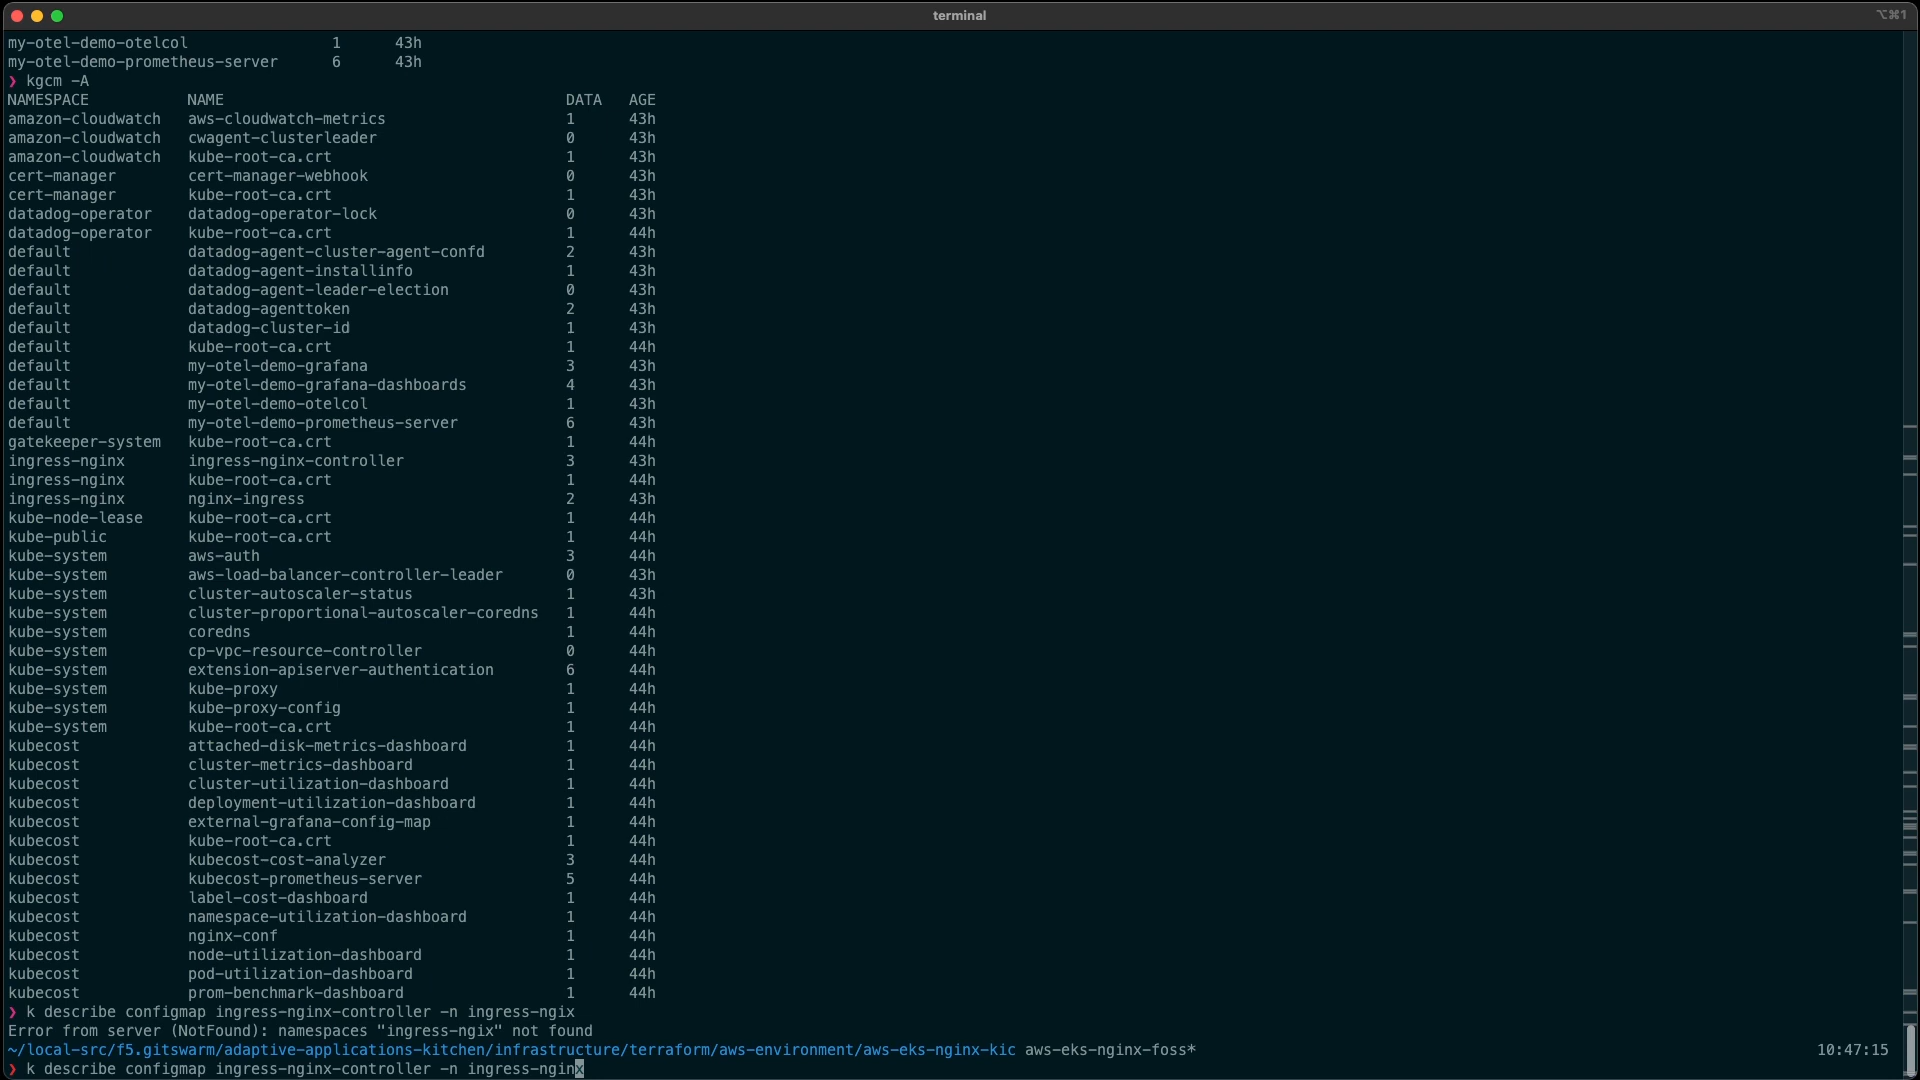 terminal
⌥⌘1
my-otel-demo-otelcol 1 43h
my-otel-demo-prometheus-server 6 43h
❯ kgcm -A
NAMESPACE NAME DATA AGE
amazon-cloudwatch aws-cloudwatch-metrics 1 43h
amazon-cloudwatch cwagent-clusterleader 0 43h
amazon-cloudwatch kube-root-ca.crt 1 43h
cert-manager cert-manager-webhook 0 43h
cert-manager kube-root-ca.crt 1 43h
datadog-operator datadog-operator-lock 0 43h
datadog-operator kube-root-ca.crt 1 44h
default datadog-agent-cluster-agent-confd 2 43h
default datadog-agent-installinfo 1 43h
default datadog-agent-leader-election 0 43h
default datadog-agenttoken 2 43h
default datadog-cluster-id 1 43h
default kube-root-ca.crt 1 44h
default my-otel-demo-grafana 3 43h
default my-otel-demo-grafana-dashboards 4 43h
default my-otel-demo-otelcol 1 43h
default my-otel-demo-prometheus-server 6 43h
gatekeeper-system kube-root-ca.crt 1 44h
ingress-nginx ingress-nginx-controller 3 43h
ingress-nginx kube-root-ca.crt 1 44h
ingress-nginx nginx-ingress 2 43h
kube-node-lease kube-root-ca.crt 1 44h
kube-public kube-root-ca.crt 1 44h
kube-system aws-auth 3 44h
kube-system aws-load-balancer-controller-leader 0 43h
kube-system cluster-autoscaler-status 1 43h
kube-system cluster-proportional-autoscaler-coredns 1 44h
kube-system coredns 1 44h
kube-system cp-vpc-resource-controller 0 44h
kube-system extension-apiserver-authentication 6 44h
kube-system kube-proxy 1 44h
kube-system kube-proxy-config 1 44h
kube-system kube-root-ca.crt 1 44h
kubecost attached-disk-metrics-dashboard 1 44h
kubecost cluster-metrics-dashboard 1 44h
kubecost cluster-utilization-dashboard 1 44h
kubecost deployment-utilization-dashboard 1 44h
kubecost external-grafana-config-map 1 44h
kubecost kube-root-ca.crt 1 44h
kubecost kubecost-cost-analyzer 3 44h
kubecost kubecost-prometheus-server 5 44h
kubecost label-cost-dashboard 1 44h
kubecost namespace-utilization-dashboard 1 44h
kubecost nginx-conf 1 44h
kubecost node-utilization-dashboard 1 44h
kubecost pod-utilization-dashboard 1 44h
kubecost prom-benchmark-dashboard 1 44h
❯ k describe configmap ingress-nginx-controller -n ingress-ngix
Error from server (NotFound): namespaces "ingress-ngix" not found
~/local-src/f5.gitswarm/adaptive-applications-kitchen/infrastructure/terraform/aws-environment/aws-eks-nginx-kic aws-eks-nginx-foss* 10:47:15
❯ k describe configmap ingress-nginx-controller -n ingress-nginx